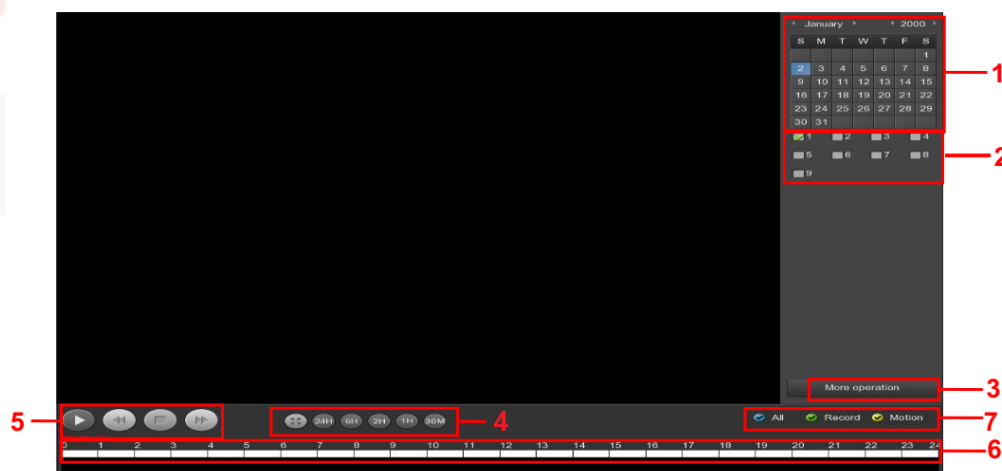 January 2000
S M T W T F S
1
2 3 4 5 6 7 8
9 10 11 12 13 14 15
16 17 18 19 20 21 22
23 24 25 26 27 28 29
30 31
1
1 2 3 4
5 6 7 8
2
9
More operation
3
5
24H 6H 2H 1H 30M
4
All Record Motion
7
0 1 2 3 4 5 6 7 8 9 10 11 12 13 14 15 16 17 18 19 20 21 22 23 24
6